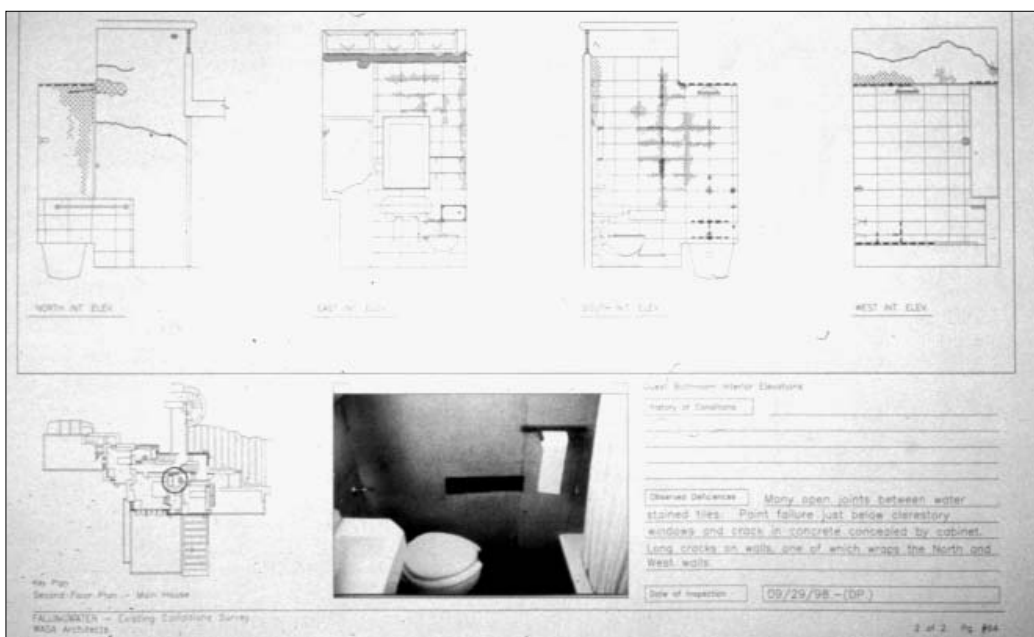 NORTH INT. ELEV.
EAST INT. ELEV.
SOUTH INT. ELEV.
WEST INT. ELEV.
Guest Bathroom Interior Elevations
History of Conditions
Observed Deficiencies
Many open joints between water
stained tiles. Paint failure just below clerestory
windows and crack in concrete concealed by cabinet.
Long cracks on walls, one of which wraps the North and
West walls.
Date of Inspection
09/29/98 -(DP.)
Key Plan
Second Floor Plan - Main House
FALLINGWATER - Existing Conditions Survey
WASA Architects
2 of 2 Pg.